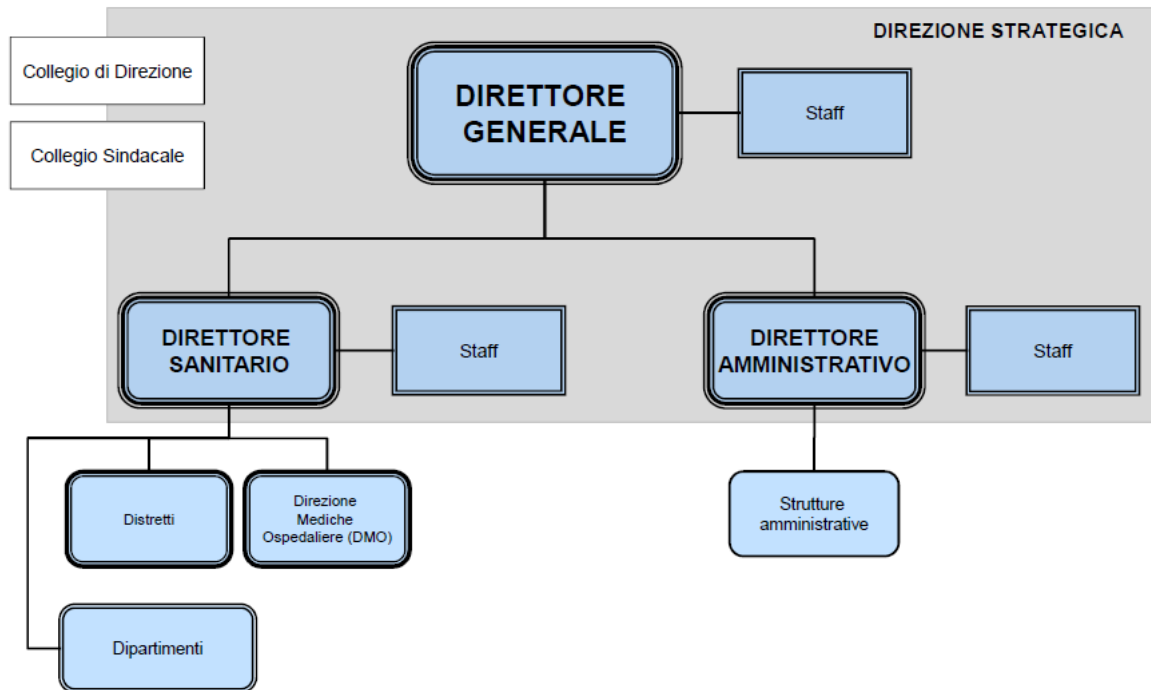 DIREZIONE STRATEGICA
Collegio di Direzione
Collegio Sindacale
DIRETTORE
GENERALE
Staff
DIRETTORE
SANITARIO
Staff
DIRETTORE
AMMINISTRATIVO
Staff
Distretti
Direzione
Mediche
Ospedaliere (DMO)
Strutture
amministrative
Dipartimenti